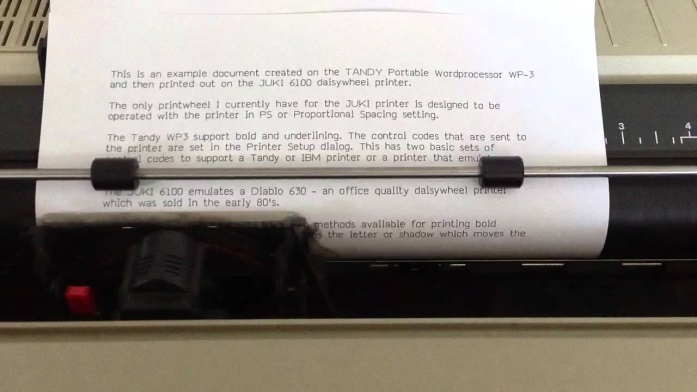 This is an example document created on the TANDY Portable Wordprocessor WP-3
and then printed out on the JUKI 6100 daisywheel printer.
The only printwheel I currently have for the JUKI printer is designed to be
operated with the printer in PS or Proportional Spacing setting.
The Tandy WP3 support bold and underlining. The control codes that are sent to
the printer are set in the Printer Setup dialog. This has two basic sets of
codes to support a Tandy or IBM printer or a printer that
The JUKI 6100 emulates a Diablo 630 - an office quality daisywheel printer
which was sold in the early 80's.
methods available for printing bold
the letter or shadow which moves the
3 4